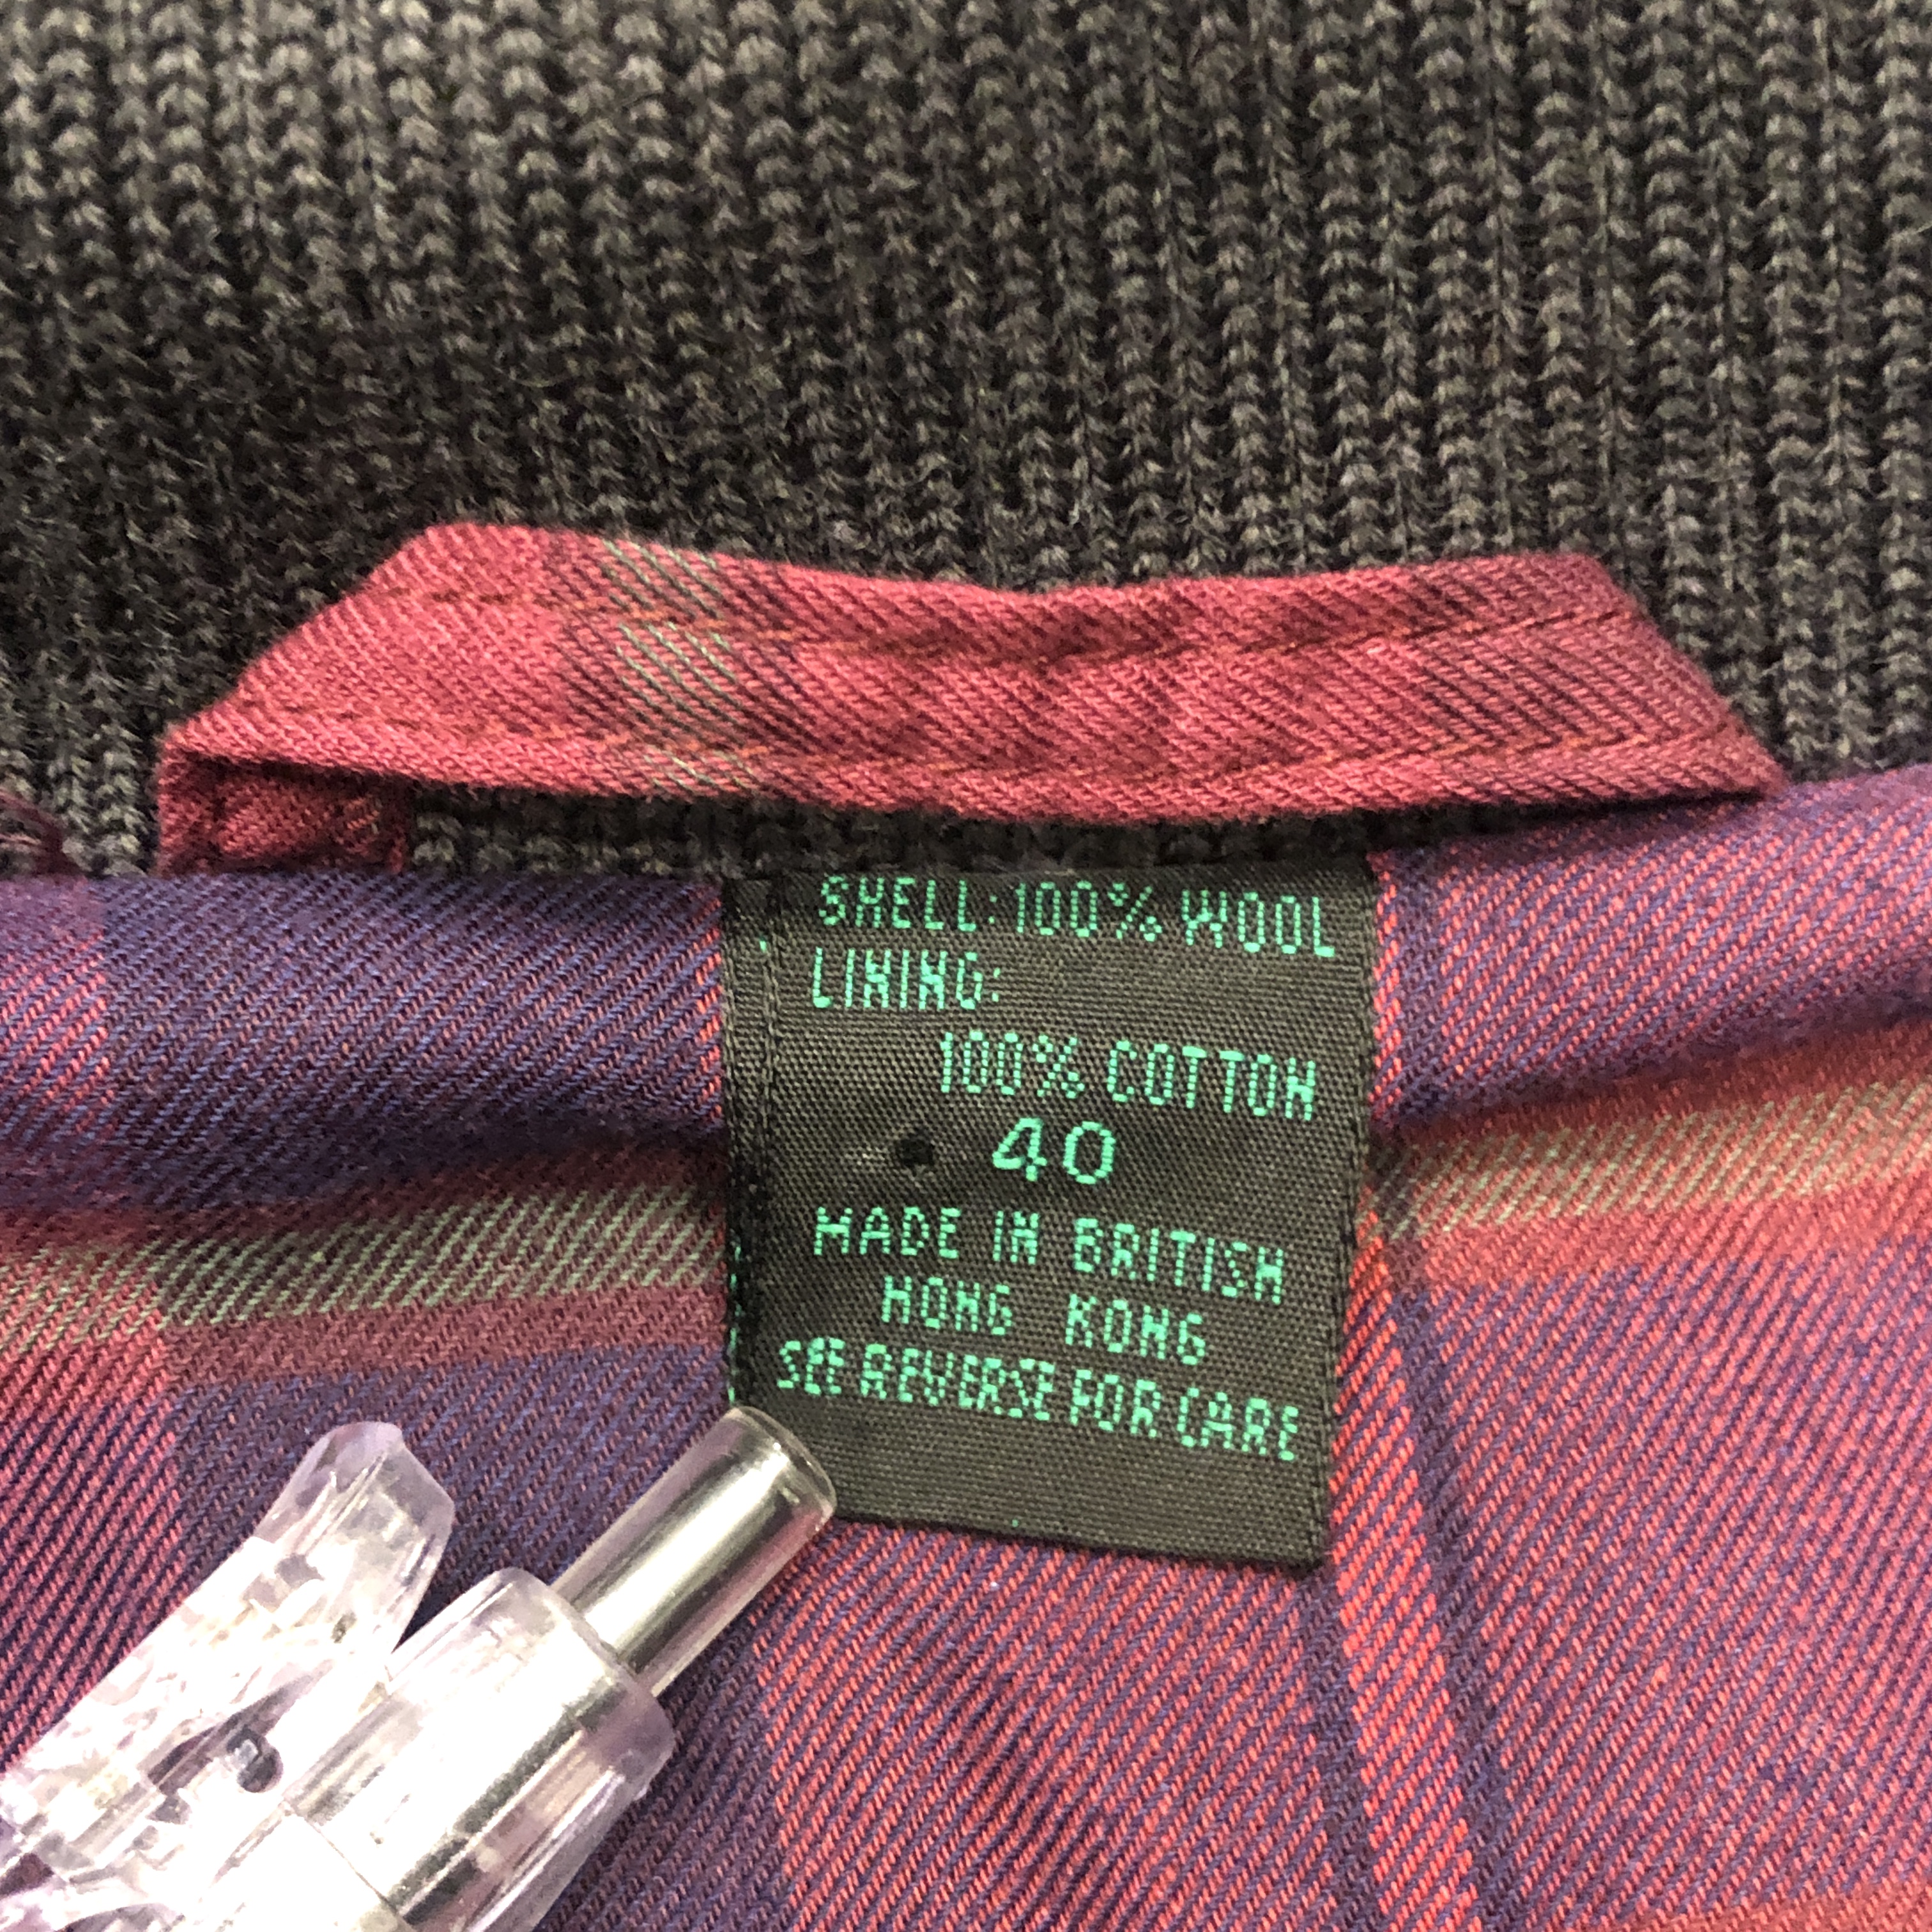 SHELL: 100% WOOL
LINING:
100% COTTON
40
MADE IN BRITISH
HONG KONG
SEE REVERSE FOR CARE